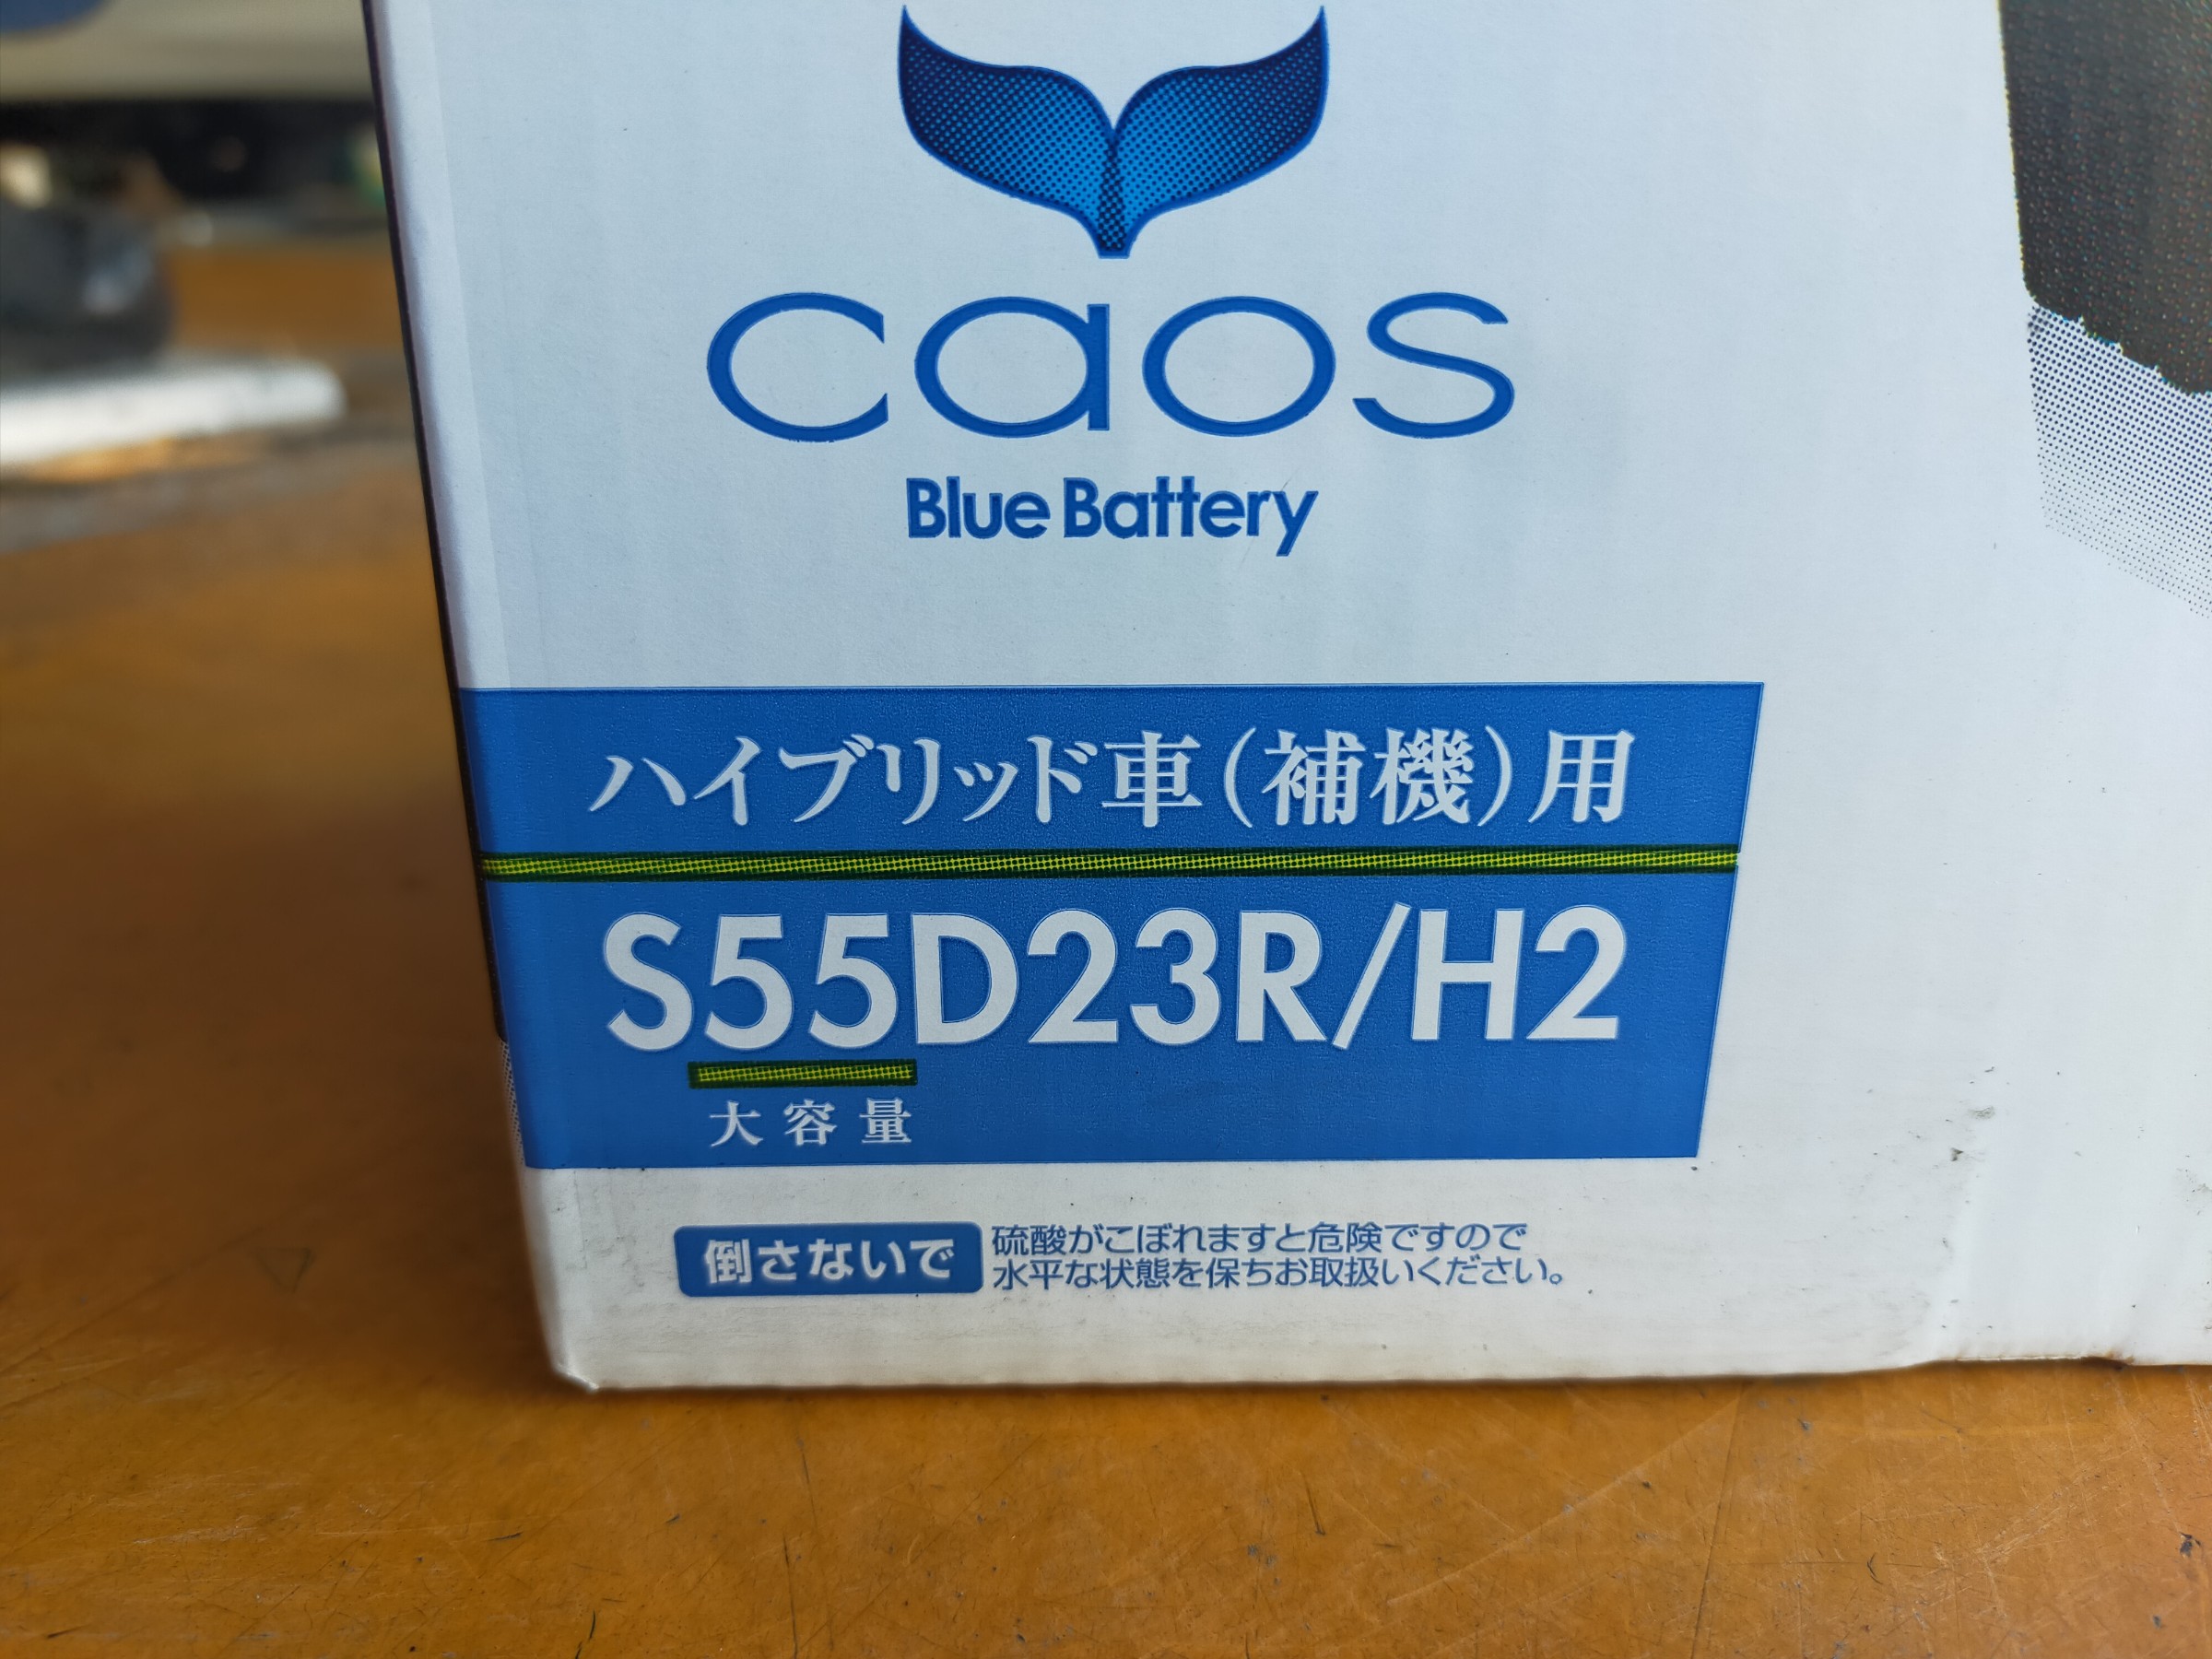 caos
Blue Battery
ハイブリッド車(補機)用
S55D23R/H2
大容量
倒さないで
硫酸がこぼれますと危険ですので
水平な状態を保ちお取扱いください。